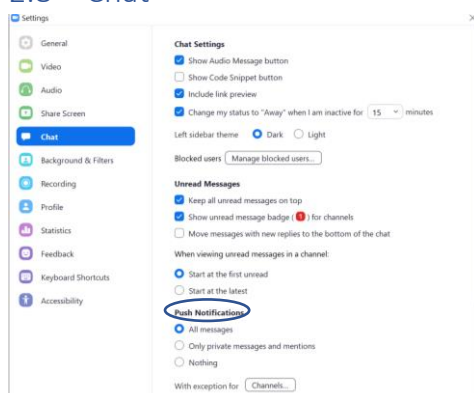 2.8 Chat
Settings
General
Video
Audio
Share Screen
Chat
Background & Filters
Recording
Profile
Statistics
Feedback
Keyboard Shortcuts
Accessibility
Chat Settings
Show Audio Message button
Show Code Snippet button
Include link preview
Change my status to "Away" when I am inactive for 15 minutes
Left sidebar theme Dark Light
Blocked users Manage blocked users...
Unread Messages
Keep all unread messages on top
Show unread message badge ( 1 ) for channels
Move messages with new replies to the bottom of the chat
When viewing unread messages in a channel:
Start at the first unread
Start at the latest
Push Notifications
All messages
Only private messages and mentions
Nothing
With exception for Channels...